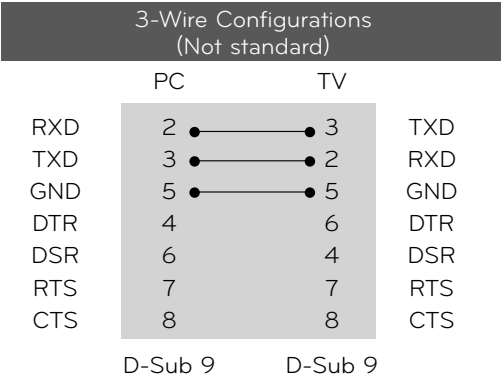 3-Wire Configurations
(Not standard)
PC TV
RXD 2 3 TXD
TXD 3 2 RXD
GND 5 5 GND
DTR 4 6 DTR
DSR 6 4 DSR
RTS 7 7 RTS
CTS 8 8 CTS
D-Sub 9 D-Sub 9